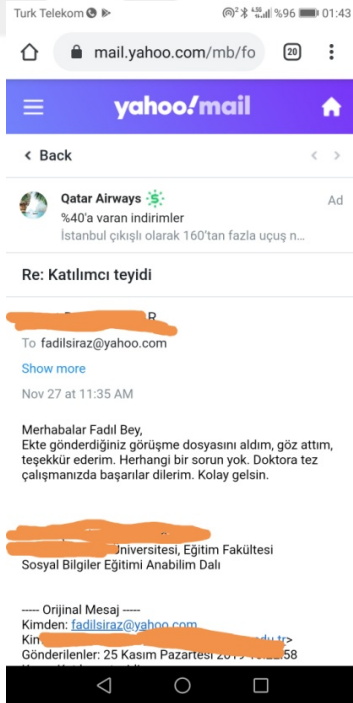 Turk Telekom %96 01:43
mail.yahoo.com/mb/fo 20
yahoo!mail
Back
Qatar Airways Ad
%40'a varan indirimler
İstanbul çıkışlı olarak 160'tan fazla uçuş n...
Re: Katılımcı teyidi
R
To fadilsiraz@yahoo.com
Show more
Nov 27 at 11:35 AM
Merhabalar Fadıl Bey,
Ekte gönderdiğiniz görüşme dosyasını aldım, göz attım,
teşekkür ederim. Herhangi bir sorun yok. Doktora tez
çalışmanızda başarılar dilerim. Kolay gelsin.
Üniversitesi, Eğitim Fakültesi
Sosyal Bilgiler Eğitimi Anabilim Dalı
----- Orijinal Mesaj -----
Kimden: fadilsiraz@yahoo.com
Kim
Gönderilenler: 25 Kasım Pazartesi 2019